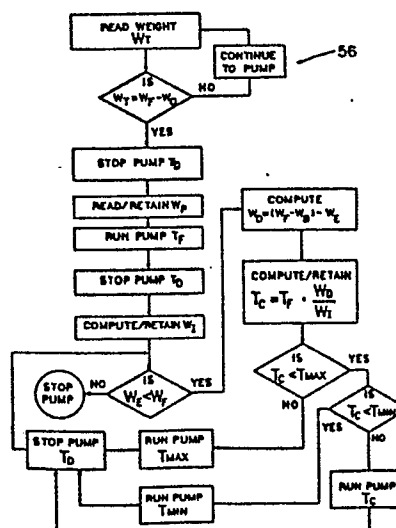 READ WEIGHT
WT
CONTINUE
TO PUMP
56
IS
WT=WF-WD
NO
YES
STOP PUMP TD
READ/RETAIN WP
RUN PUMP TF
STOP PUMP TD
COMPUTE/RETAIN WI
IS
WE<WF
NO
YES
STOP
PUMP
COMPUTE
WD=(WF-WB)-WE
COMPUTE/RETAIN
TC=TF·WD/WI
IS
TC<TMAX
YES
NO
IS
TC<TMIN
YES
NO
STOP PUMP
TD
RUN PUMP
TMAX
RUN PUMP
TMIN
RUN PUMP
TC